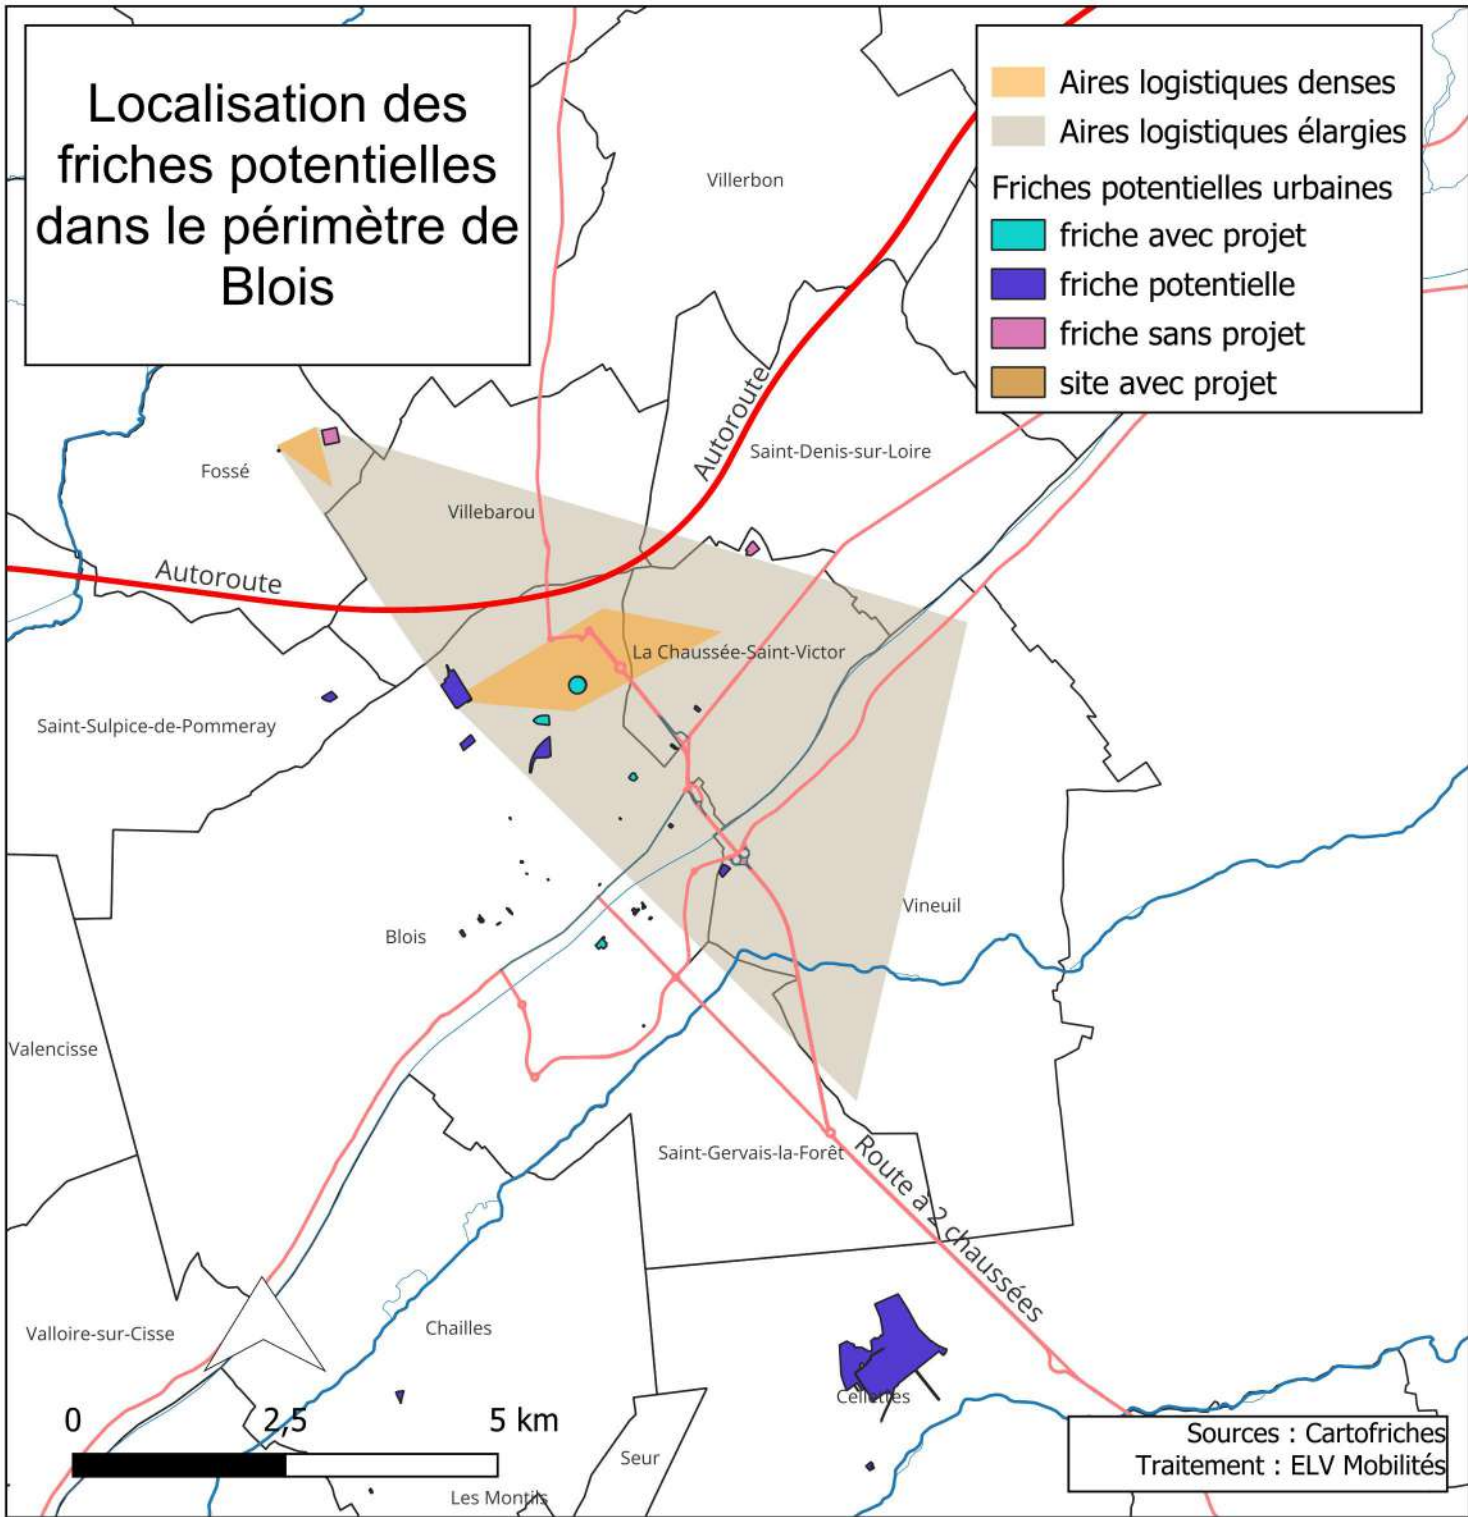 Localisation des
friches potentielles
dans le périmètre de
Blois
Aires logistiques denses
Aires logistiques élargies
Friches potentielles urbaines
friche avec projet
friche potentielle
friche sans projet
site avec projet
Villerbon
Autoroute
Saint-Denis-sur-Loire
Fossé
Villebarou
Autoroute
La Chaussée-Saint-Victor
Saint-Sulpice-de-Pommeray
Vineuil
Blois
Valencisse
Saint-Gervais-la-Forêt
Route à 2 chaussées
Valloire-sur-Cisse
Chailles
Cellettes
0 2,5 5 km
Seur
Les Montils
Sources : Cartofriches
Traitement : ELV Mobilités